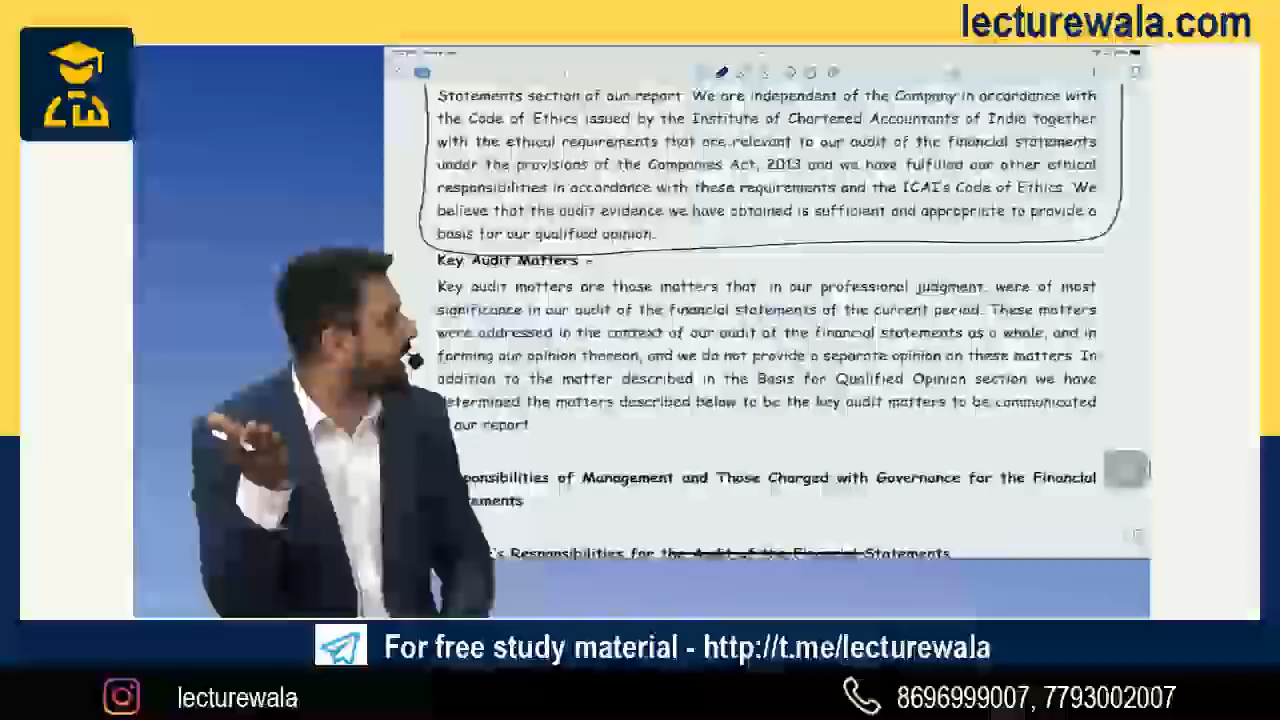 lecturewala.com
Statements section of our report. We are independent of the Company in accordance with
the Code of Ethics issued by the Institute of Chartered Accountants of India together
with the ethical requirements that are relevant to our audit of the financial statements
under the provisions of the Companies Act, 2013 and we have fulfilled our other ethical
responsibilities in accordance with these requirements and the ICAI's Code of Ethics. We
believe that the audit evidence we have obtained is sufficient and appropriate to provide a
basis for our qualified opinion.
Key Audit Matters -
Key audit matters are those matters that in our professional judgment, were of most
significance in our audit of the financial statements of the current period. These matters
were addressed in the context of our audit of the financial statements as a whole, and in
forming our opinion thereon, and we do not provide a separate opinion on these matters. In
addition to the matter described in the Basis for Qualified Opinion section we have
etermined the matters described below to be the key audit matters to be communicated
our report
ponsibilities of Management and Those Charged with Governance for the Financial
ements
's Responsibilities for the Audit of the Financial Statements
For free study material - http://t.me/lecturewala
lecturewala
8696999007, 7793002007